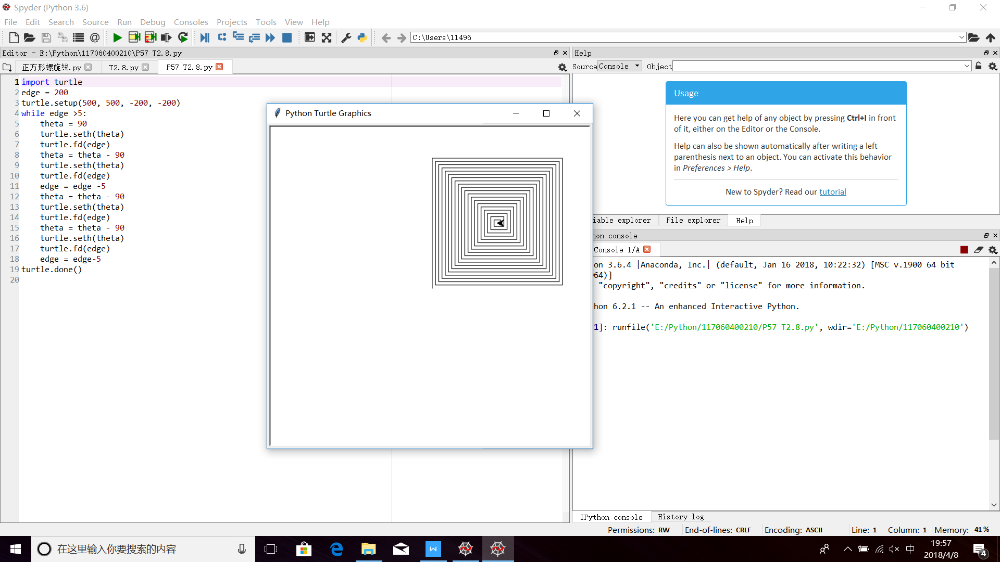 Spyder (Python 3.6)
File Edit Search Source Run Debug Consoles Projects Tools View Help
C:\Users\11496
Editor - E:\Python\117060400210\P57 T2.8.py
正方形螺旋线.py T2.8.py P57 T2.8.py
1 import turtle
2 edge = 200
3 turtle.setup(500, 500, -200, -200)
4 while edge >5:
5 theta = 90
6 turtle.seth(theta)
7 turtle.fd(edge)
8 theta = theta - 90
9 turtle.seth(theta)
10 turtle.fd(edge)
11 edge = edge -5
12 theta = theta - 90
13 turtle.seth(theta)
14 turtle.fd(edge)
15 theta = theta - 90
16 turtle.seth(theta)
17 turtle.fd(edge)
18 edge = edge-5
19 turtle.done()
20
Python Turtle Graphics
Help
Source Console Object
Usage
Here you can get help of any object by pressing Ctrl+I in front
of it, either on the Editor or the Console.
Help can also be shown automatically after writing a left
parenthesis next to an object. You can activate this behavior
in Preferences > Help.
New to Spyder? Read our tutorial
iable explorer File explorer Help
hon console
Console 1/A
on 3.6.4 |Anaconda, Inc.| (default, Jan 16 2018, 10:22:32) [MSC v.1900 64 bit
64)]
"copyright", "credits" or "license" for more information.
hon 6.2.1 -- An enhanced Interactive Python.
1]: runfile('E:/Python/117060400210/P57 T2.8.py', wdir='E:/Python/117060400210')
IPython console History log
Permissions: RW End-of-lines: CRLF Encoding: ASCII Line: 1 Column: 1 Memory: 41 %
在这里输入你要搜索的内容
中
19:57
2018/4/8
4